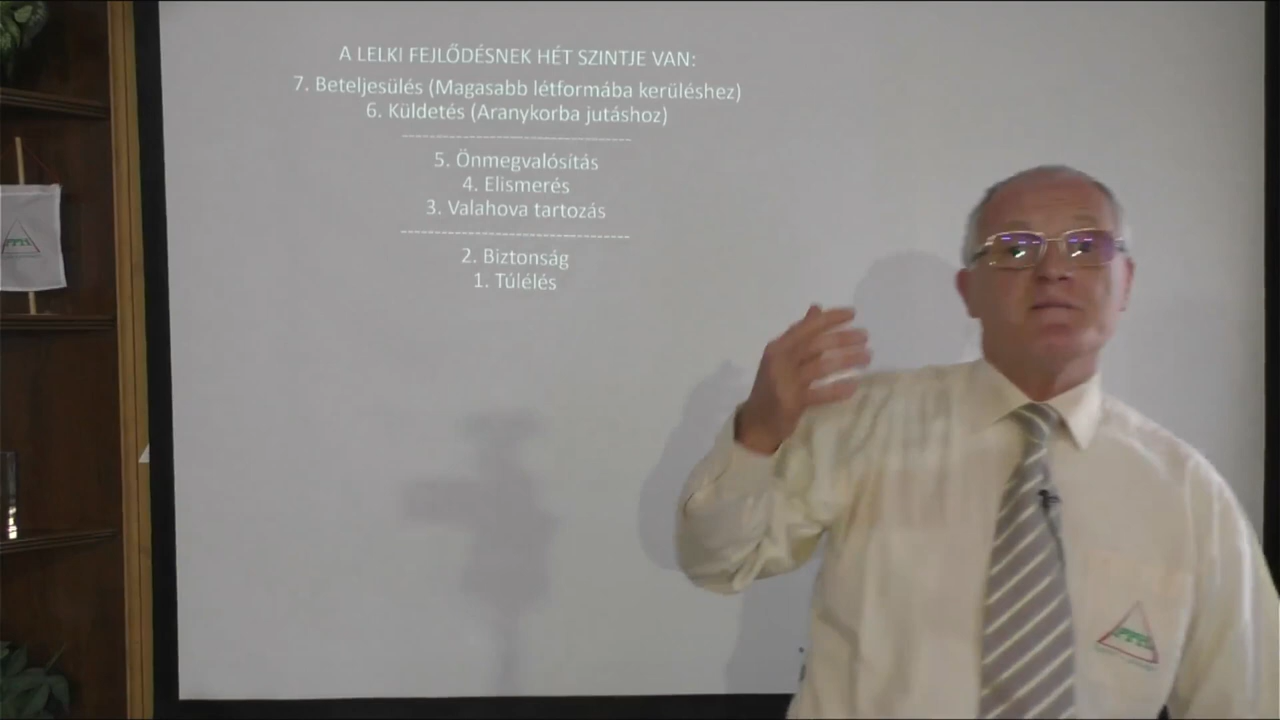 A LELKI FEJLŐDÉSNEK HÉT SZINTJE VAN:
7. Beteljesülés (Magasabb létformába kerüléshez)
6. Küldetés (Aranykorba jutáshoz)
5. Önmegvalósítás
4. Elismerés
3. Valahova tartozás
2. Biztonság
1. Túlélés